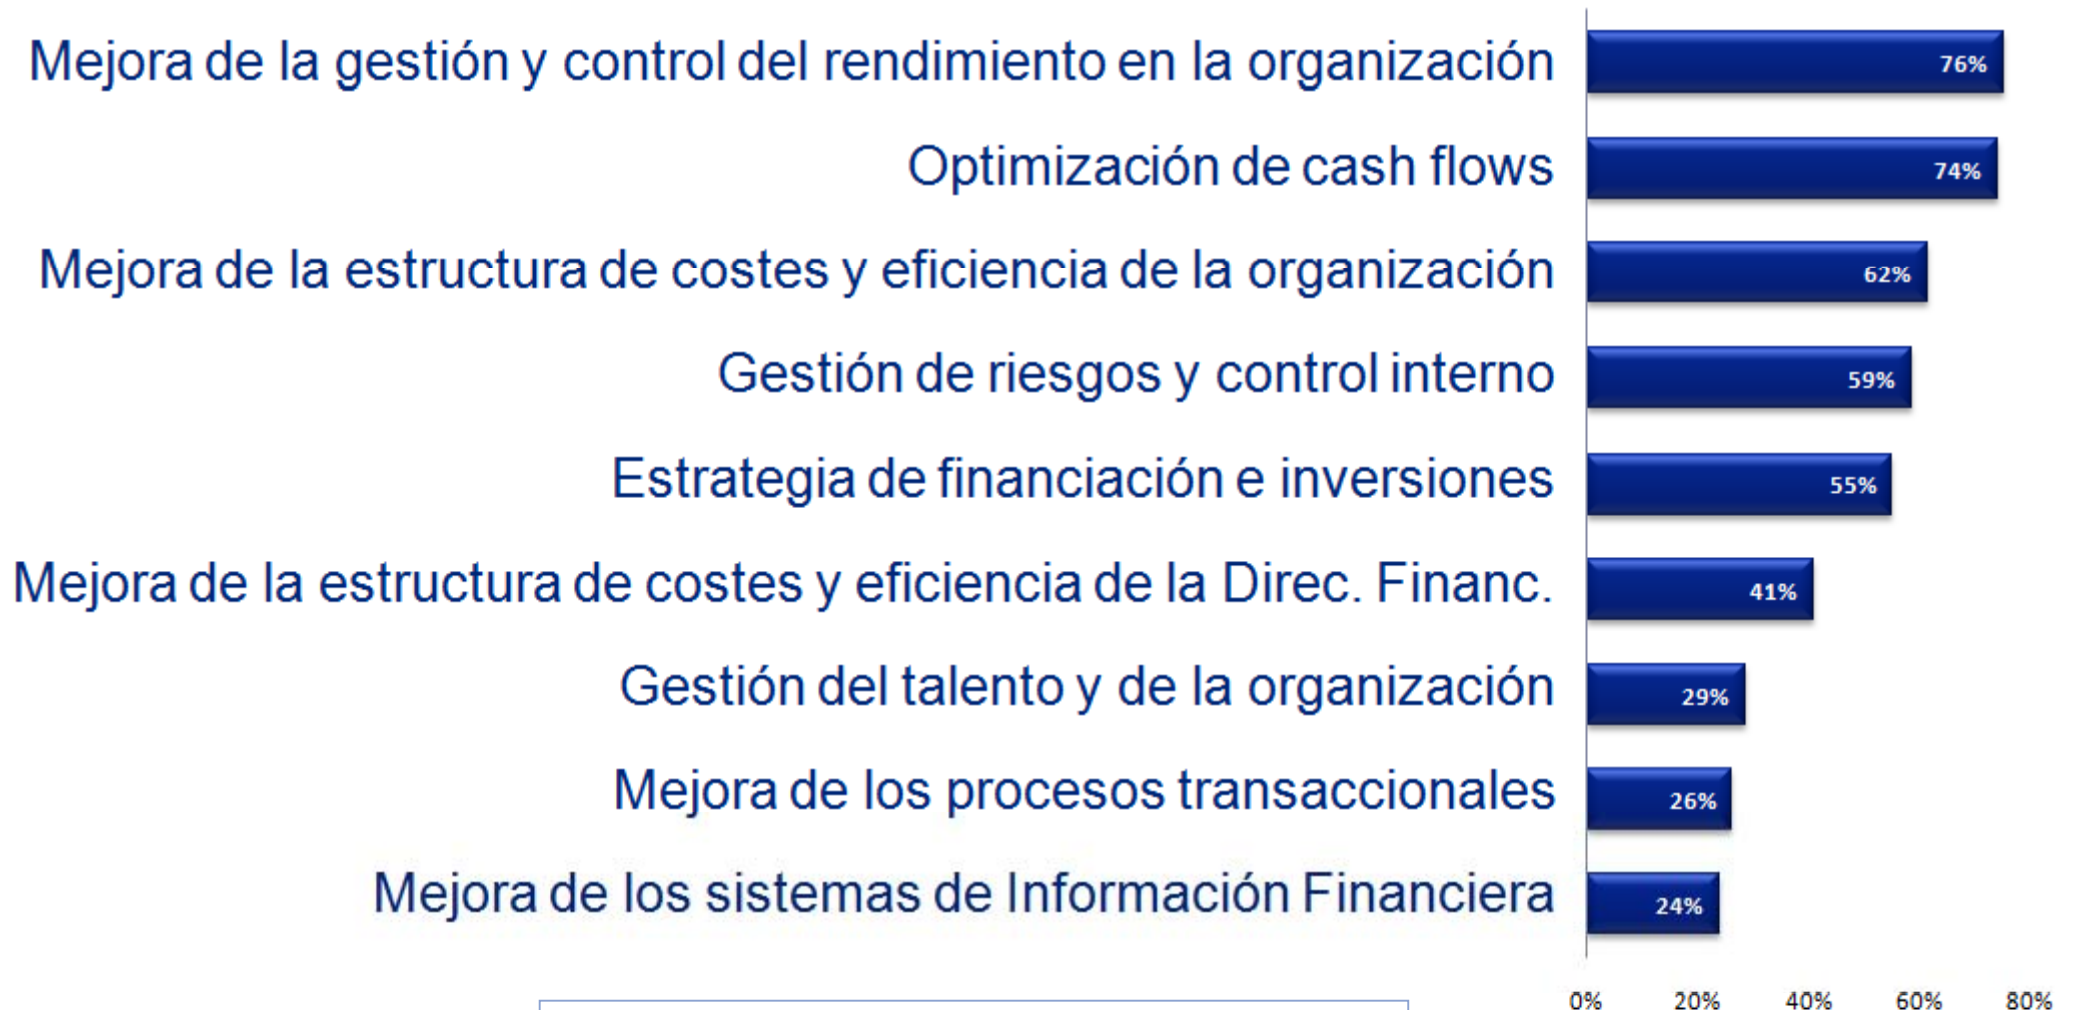 Mejora de la gestión y control del rendimiento en la organización 76%
Optimización de cash flows 74%
Mejora de la estructura de costes y eficiencia de la organización 62%
Gestión de riesgos y control interno 59%
Estrategia de financiación e inversiones 55%
Mejora de la estructura de costes y eficiencia de la Direc. Financ. 41%
Gestión del talento y de la organización 29%
Mejora de los procesos transaccionales 26%
Mejora de los sistemas de Información Financiera 24%
0% 20% 40% 60% 80%